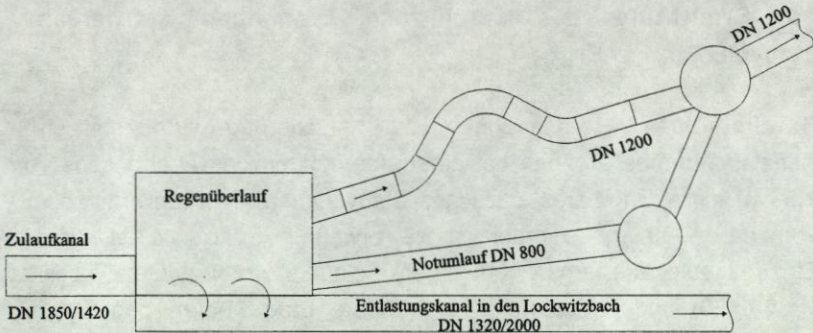 DN 1200
DN 1200
Regenüberlauf
Zulaufkanal
Notumlauf DN 800
DN 1850/1420
Entlastungskanal in den Lockwitzbach
DN 1320/2000